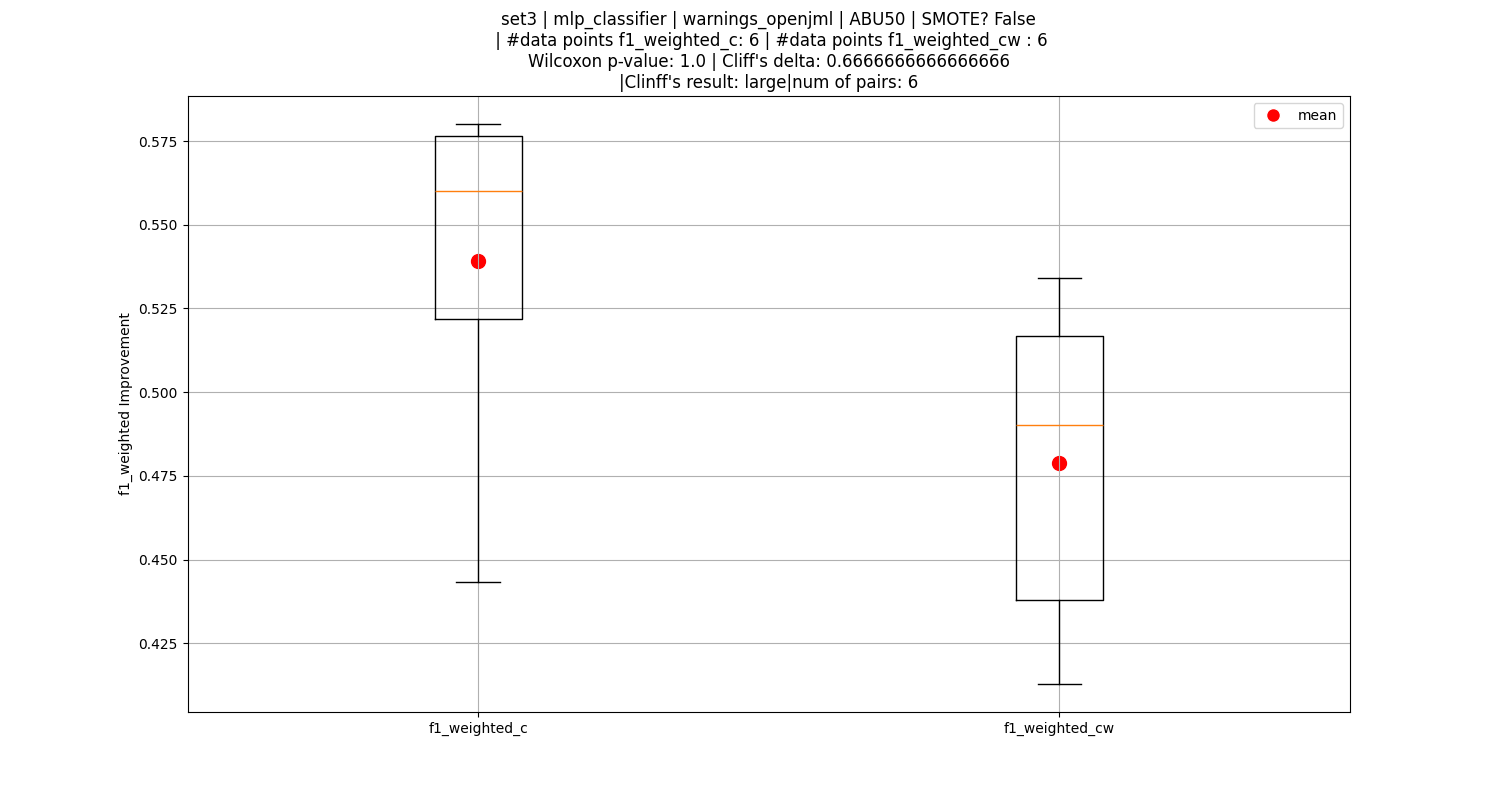 set3 | mlp_classifier | warnings_openjml | ABU50 | SMOTE? False
| #data points f1_weighted_c: 6 | #data points f1_weighted_cw : 6
Wilcoxon p-value: 1.0 | Cliff's delta: 0.6666666666666666
|Clinff's result: large|num of pairs: 6
mean
0.575
0.550
0.525
0.500
0.475
0.450
0.425
f1_weighted Improvement
f1_weighted_c
f1_weighted_cw